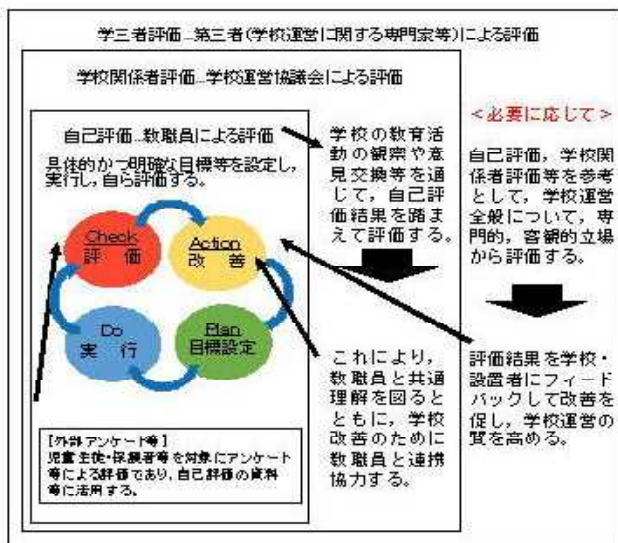 学三者評価…第三者(学校運営に関する専門家等)による評価
学校関係者評価…学校運営協議会による評価
自己評価…教職員による評価
具体的かつ明確な目標等を設定し,
実行し,自ら評価する。
Check
評 価
Action
改 善
Do
実 行
Plan
目標設定
[外部アンケート等]
児童生徒・保護者等を対象にアンケート
等による評価であり,自己評価の資料
等に活用する。
学校の教育活
動の観察や意
見交換等を通
じて,自己評
価結果を踏ま
えて評価する。
これにより,
教職員と共通
理解を図ると
ともに,学校
改善のために
教職員と連携
協力する。
<必要に応じて>
自己評価,学校関
係者評価等を参考
として,学校運営
全般について,専
門的,客観的立場
から評価する。
評価結果を学校・
設置者にフィード
バックして改善を
促し,学校運営の
質を高める。